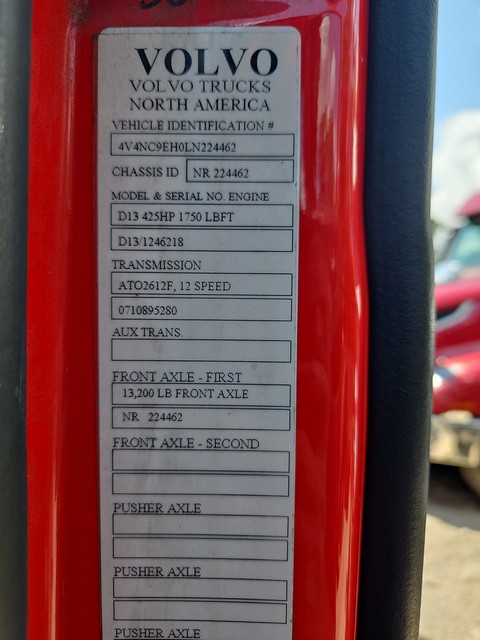 VOLVO
VOLVO TRUCKS
NORTH AMERICA
VEHICLE IDENTIFICATION #
4V4NC9EH0LN224462
CHASSIS ID NR 224462
MODEL & SERIAL NO. ENGINE
D13 425HP 1750 LBFT
D13/1246218
TRANSMISSION
ATO2612F, 12 SPEED
0710895280
AUX TRANS.
FRONT AXLE - FIRST
13,200 LB FRONT AXLE
NR 224462
FRONT AXLE - SECOND
PUSHER AXLE
PUSHER AXLE
PUSHER AXLE